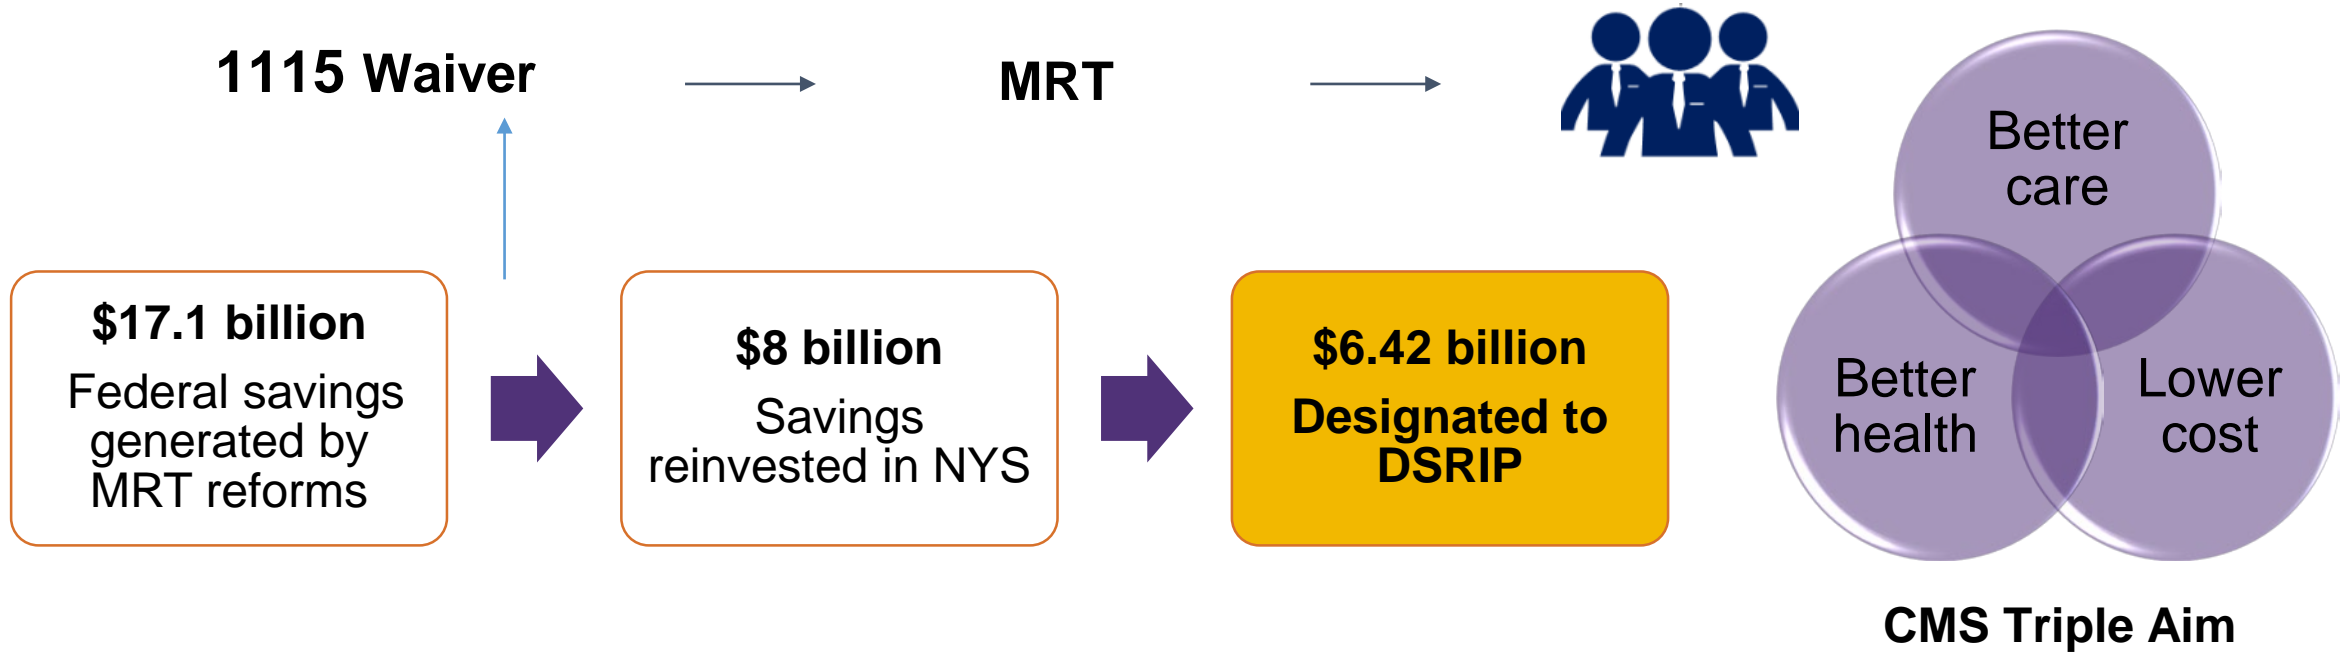 1115 Waiver
MRT
$17.1 billion
Federal savings
generated by
MRT reforms
$8 billion
Savings
reinvested in NYS
$6.42 billion
Designated to
DSRIP
Better
care
Better
health
Lower
cost
CMS Triple Aim